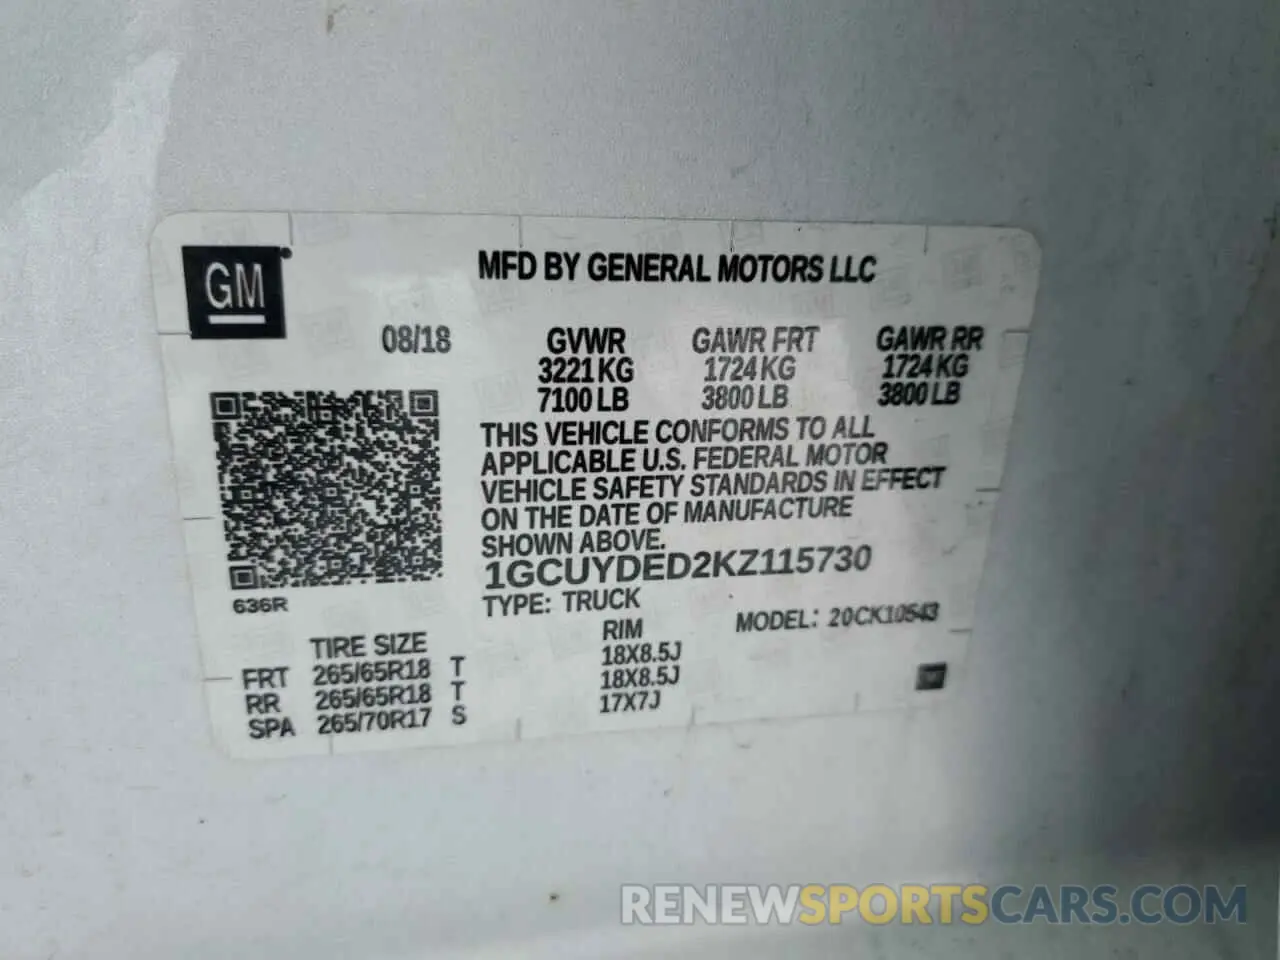 GM
MFD BY GENERAL MOTORS LLC
08/18 GVWR GAWR FRT GAWR RR
3221 KG 1724 KG 1724 KG
7100 LB 3800 LB 3800 LB
THIS VEHICLE CONFORMS TO ALL
APPLICABLE U.S. FEDERAL MOTOR
VEHICLE SAFETY STANDARDS IN EFFECT
ON THE DATE OF MANUFACTURE
SHOWN ABOVE.
1GCUYDED2KZ115730
636R
TYPE: TRUCK MODEL: 20CK10543
TIRE SIZE RIM
FRT 265/65R18 T 18X8.5J
RR 265/65R18 T 18X8.5J
SPA 265/70R17 S 17X7J
RENEWSPORTSCARS.COM